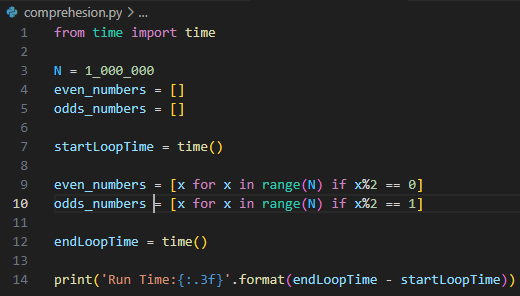 comprehesion.py > ...
1 from time import time
2
3 N = 1_000_000
4 even_numbers = []
5 odds_numbers = []
6
7 startLoopTime = time()
8
9 even_numbers = [x for x in range(N) if x%2 == 0]
10 odds_numbers = [x for x in range(N) if x%2 == 1]
11
12 endLoopTime = time()
13
14 print('Run Time:{:.3f}'.format(endLoopTime - startLoopTime))